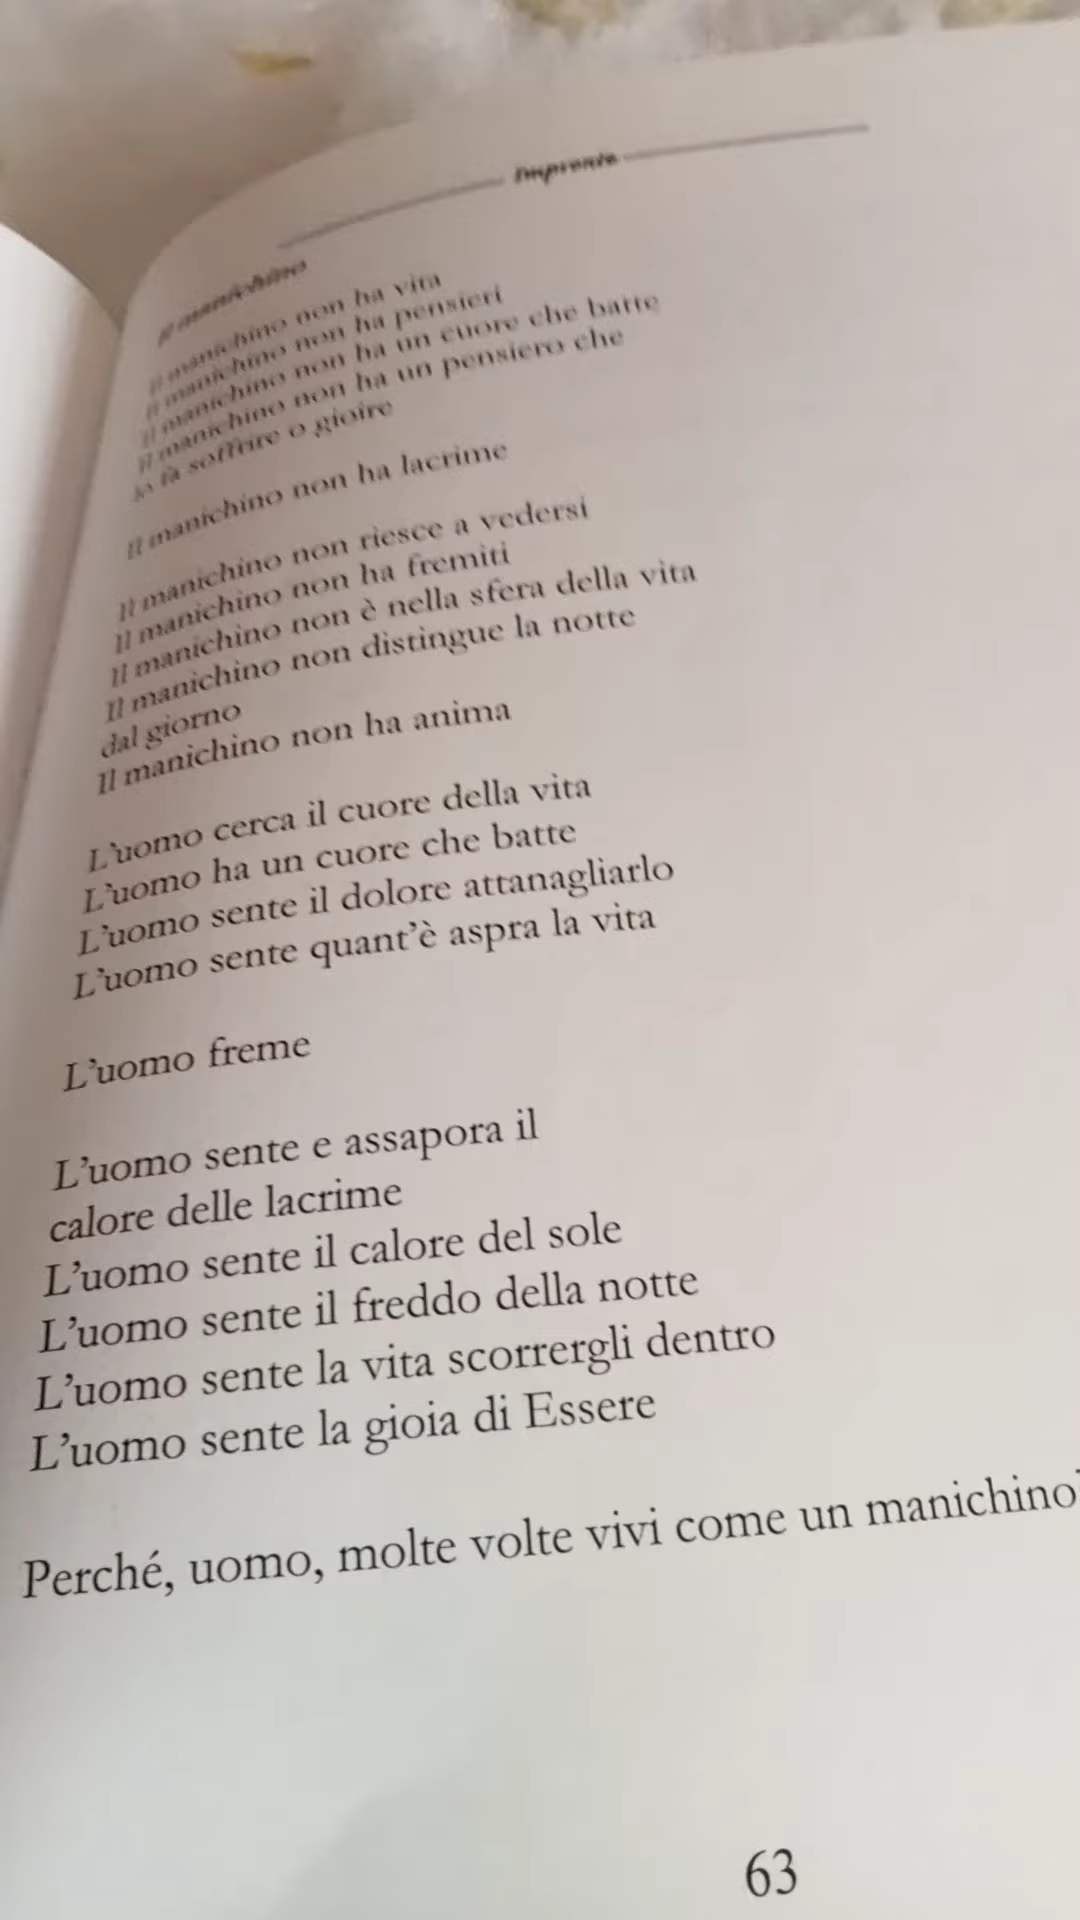 Impronte
Il manichino
Il manichino non ha vita
Il manichino non ha pensieri
Il manichino non ha un cuore che batte
Il manichino non ha un pensiero che
lo fa soffrire o gioire
Il manichino non ha lacrime
Il manichino non riesce a vedersi
Il manichino non ha fremiti
Il manichino non è nella sfera della vita
Il manichino non distingue la notte
dal giorno
Il manichino non ha anima
L'uomo cerca il cuore della vita
L'uomo ha un cuore che batte
L'uomo sente il dolore attanagliarlo
L'uomo sente quant'è aspra la vita
L'uomo freme
L'uomo sente e assapora il
calore delle lacrime
L'uomo sente il calore del sole
L'uomo sente il freddo della notte
L'uomo sente la vita scorrergli dentro
L'uomo sente la gioia di Essere
Perché, uomo, molte volte vivi come un manichino
63